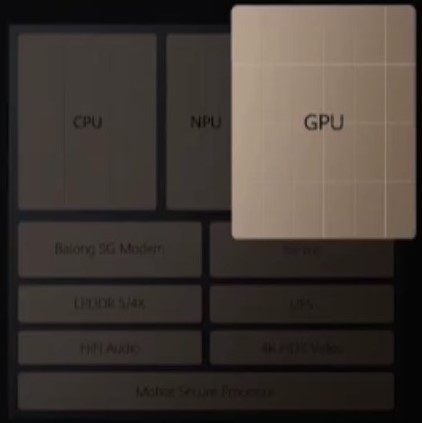 CPU
NPU
GPU
Balong 5G Modem
LPDDR 5/4X
UFS
HiFi Audio
4K HDR Video
Mobile Secure Processor